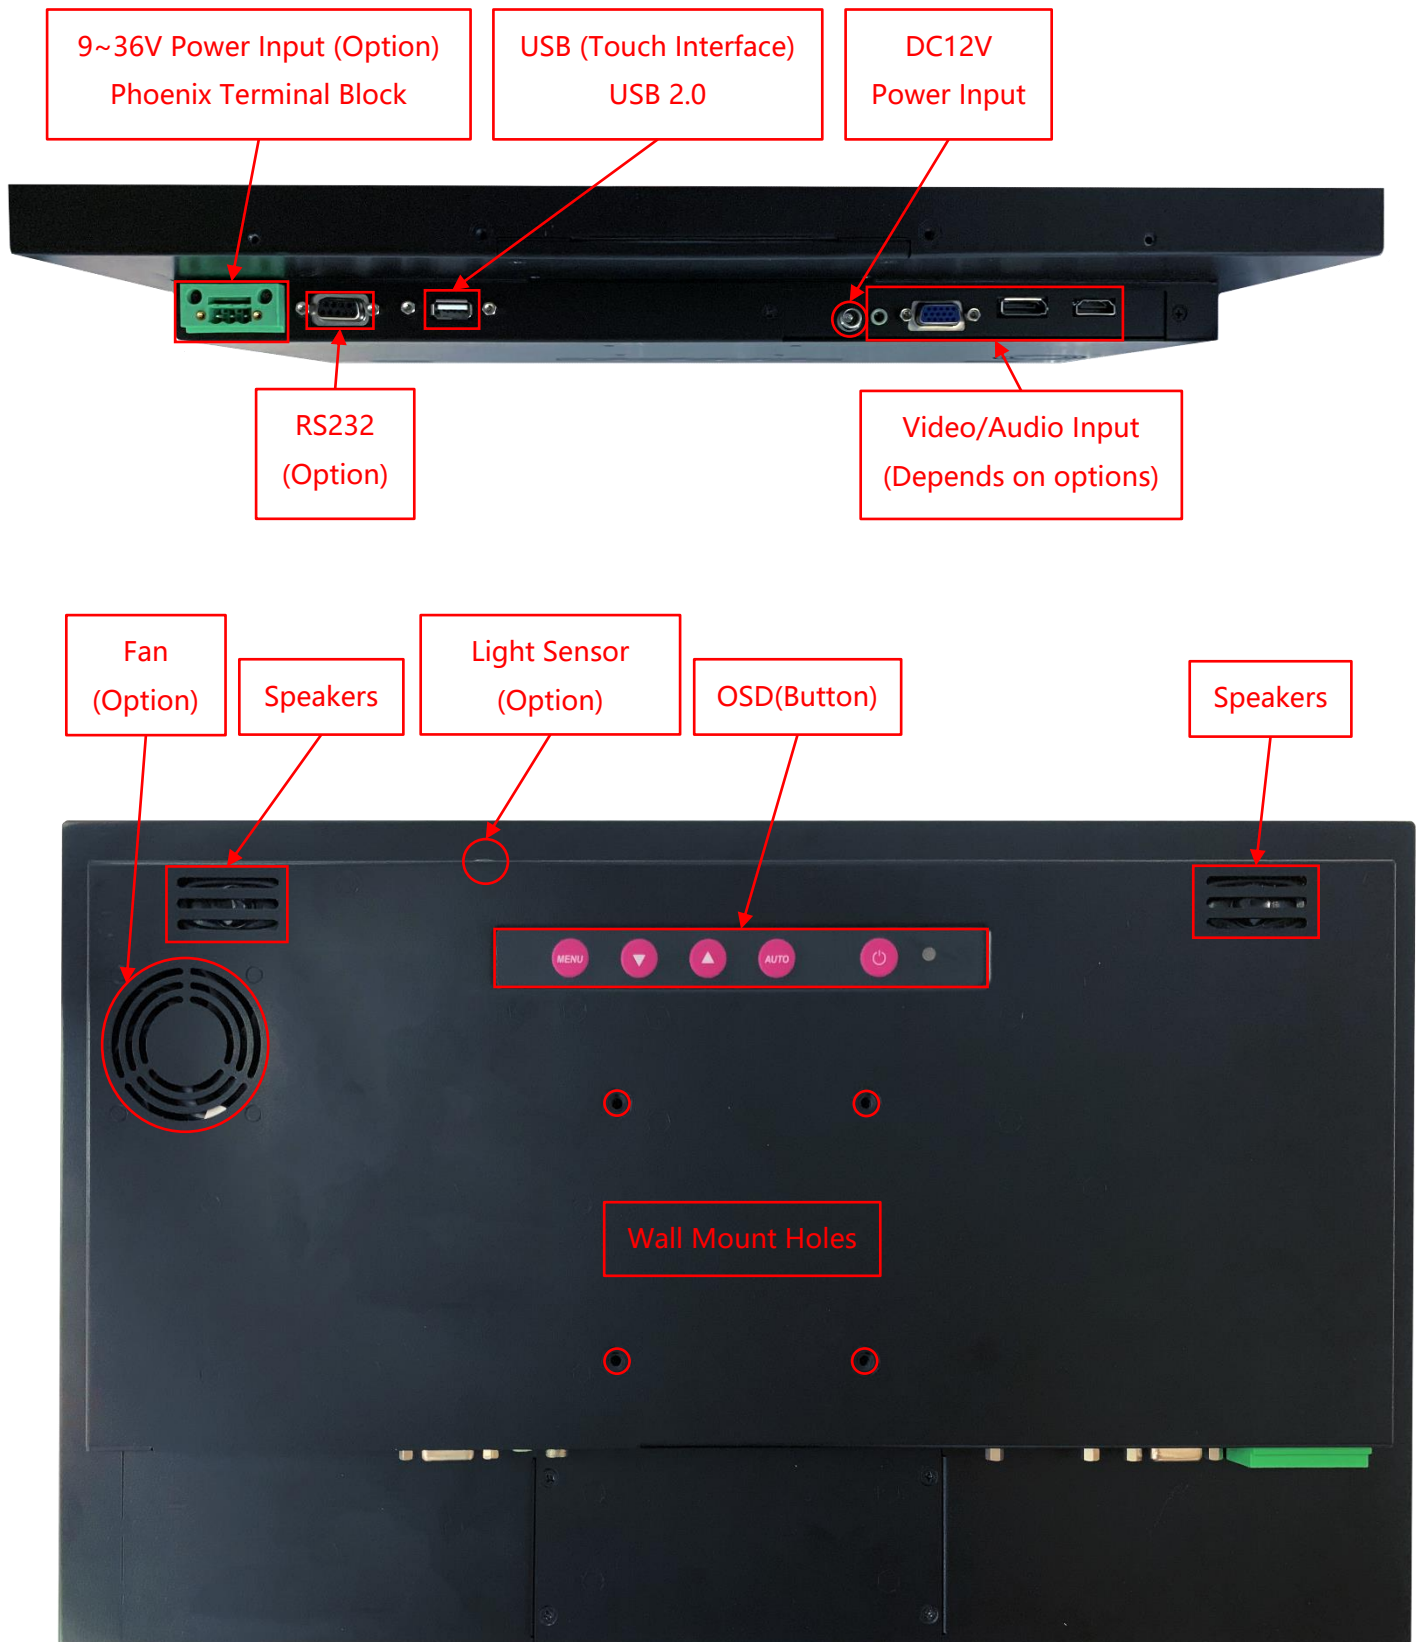 9~36V Power Input (Option)
Phoenix Terminal Block
USB (Touch Interface)
USB 2.0
DC12V
Power Input
RS232
(Option)
Video/Audio Input
(Depends on options)
Fan
(Option)
Speakers
Light Sensor
(Option)
OSD(Button)
Speakers
MENU
AUTO
Wall Mount Holes